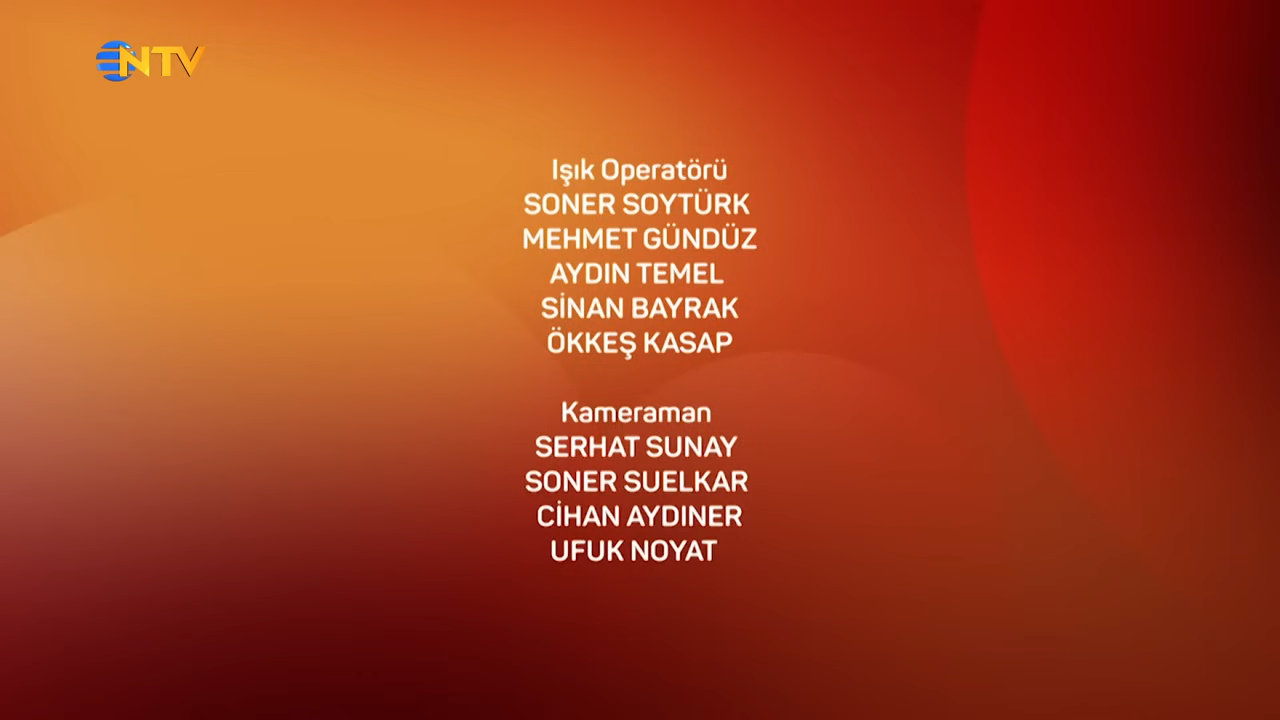 NTV
Işık Operatörü
SONER SOYTÜRK
MEHMET GÜNDÜZ
AYDIN TEMEL
SİNAN BAYRAK
ÖKKEŞ KASAP
Kameraman
SERHAT SUNAY
SONER SUELKAR
CİHAN AYDINER
UFUK NOYAT